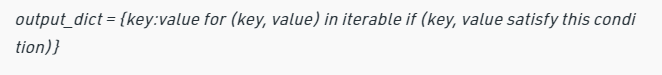 output_dict = {key:value for (key, value) in iterable if (key, value satisfy this condi
tion)}